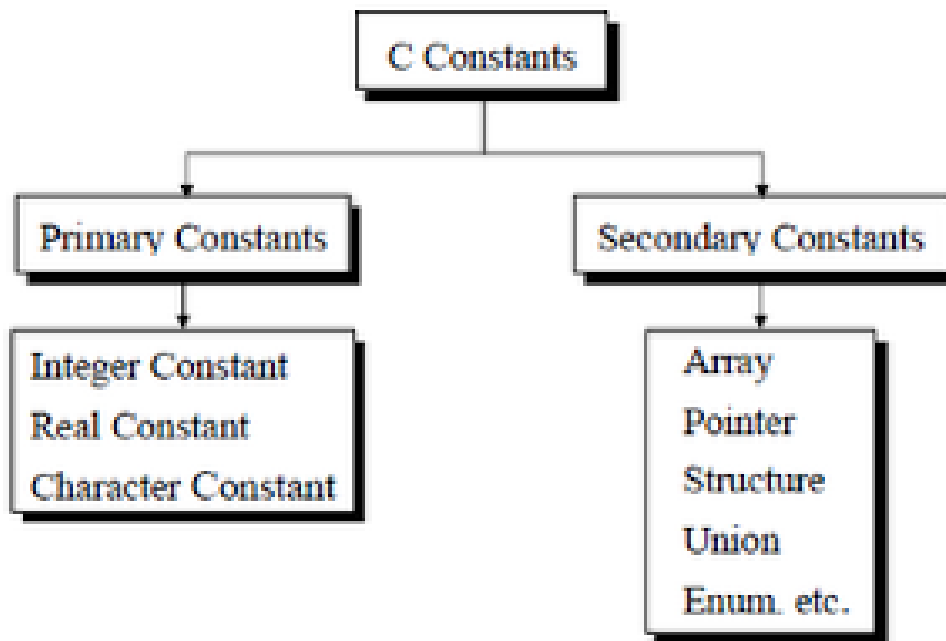 C Constants
Primary Constants
Secondary Constants
Integer Constant
Real Constant
Character Constant
Array
Pointer
Structure
Union
Enum. etc.